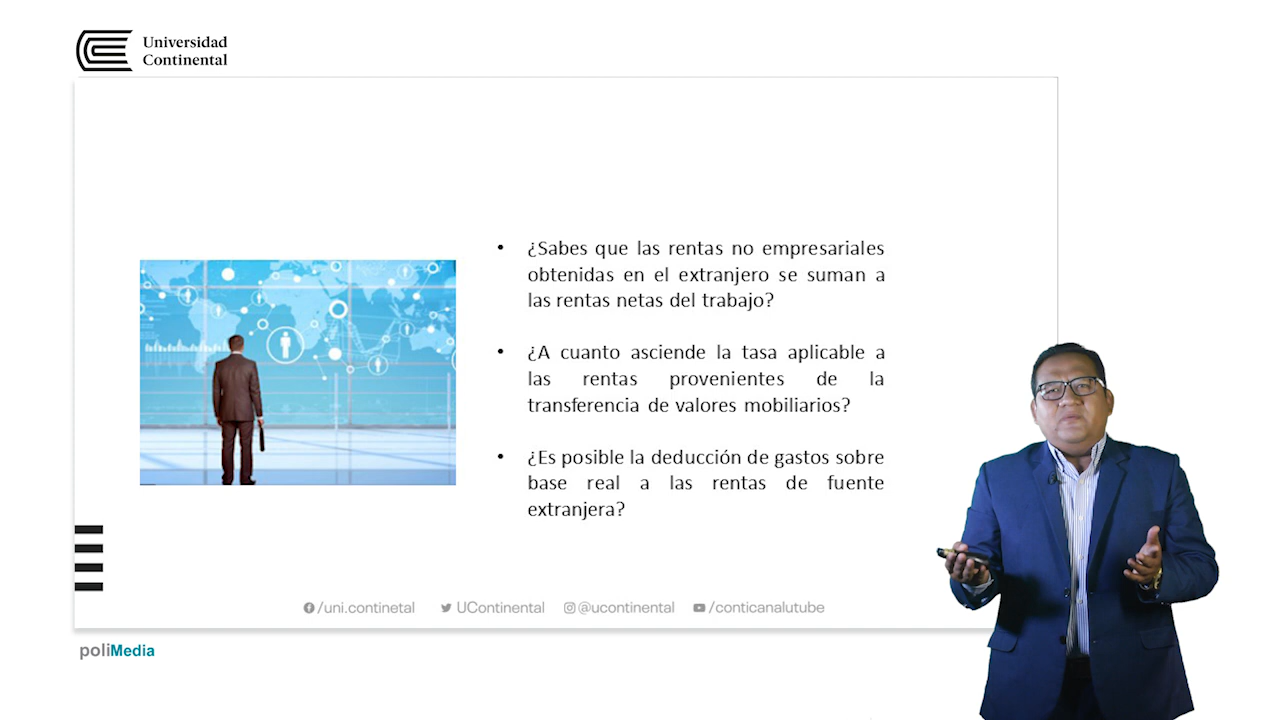 Universidad
Continental
• ¿Sabes que las rentas no empresariales
obtenidas en el extranjero se suman a
las rentas netas del trabajo?
• ¿A cuanto asciende la tasa aplicable a
las rentas provenientes de la
transferencia de valores mobiliarios?
• ¿Es posible la deducción de gastos sobre
base real a las rentas de fuente
extranjera?
/uni.continetal UContinental @ucontinental /conticanalutube
poliMedia